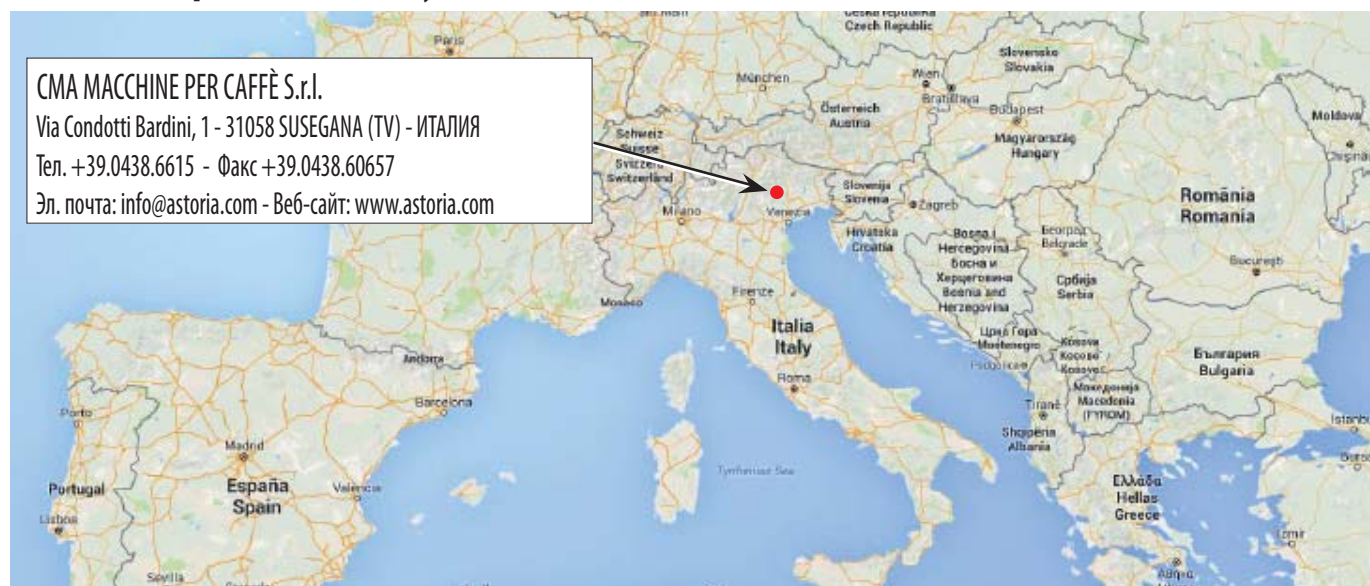 CMA MACCHINE PER CAFFÈ S.r.l.
Via Condotti Bardini, 1 - 31058 SUSEGANA (TV) - ИТАЛИЯ
Тел. +39.0438.6615 - Факс +39.0438.60657
Эл. почта: info@astoria.com - Веб-сайт: www.astoria.com
Paris
Czech Republic
Slovensko
Slovakia
München
Wien
Bratislava
Budapest
Österreich
Austria
Moldova
Magyarország
Hungary
Schweiz
Suisse
Svizzera
Switzerland
Slovenija
Slovenia
Zagreb
România
Romania
Milano
Venezia
Hrvatska
Croatia
Bosna i
Hercegovina
Босна и
Херцеговина
Bosnia and
Herzegovina
Београд
Belgrade
București
Србија
Serbia
Monaco
Firenze
Italia
Italy
Црна Гора
Montenegro
Kosova
Косово
Kosovo
България
Bulgaria
Andorra
Roma
Podgorica
Македонија
Macedonia
(FYROM)
Porto
Barcelona
Tiranë
Shqipëria
Albania
Madrid
Tyrrhenian Sea
Portugal
España
Spain
Valencia
Ελλάδα
Hellas
Greece
Lisboa
Izmir
Sevilla
Αθήνα